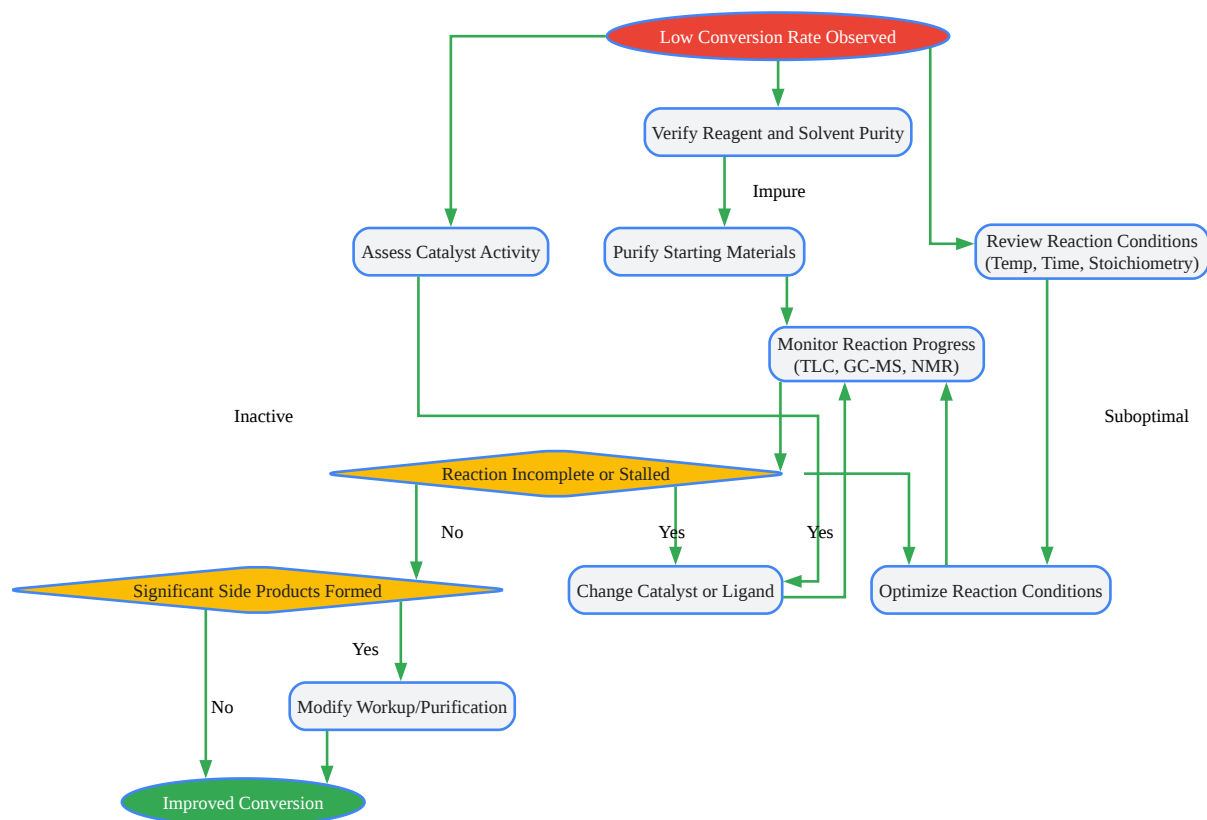 Low Conversion Rate Observed
Verify Reagent and Solvent Purity
Impure
Assess Catalyst Activity
Purify Starting Materials
Review Reaction Conditions
(Temp, Time, Stoichiometry)
Monitor Reaction Progress
(TLC, GC-MS, NMR)
Inactive
Suboptimal
Reaction Incomplete or Stalled
No
Yes
Yes
Significant Side Products Formed
Change Catalyst or Ligand
Optimize Reaction Conditions
Yes
No
Modify Workup/Purification
Improved Conversion